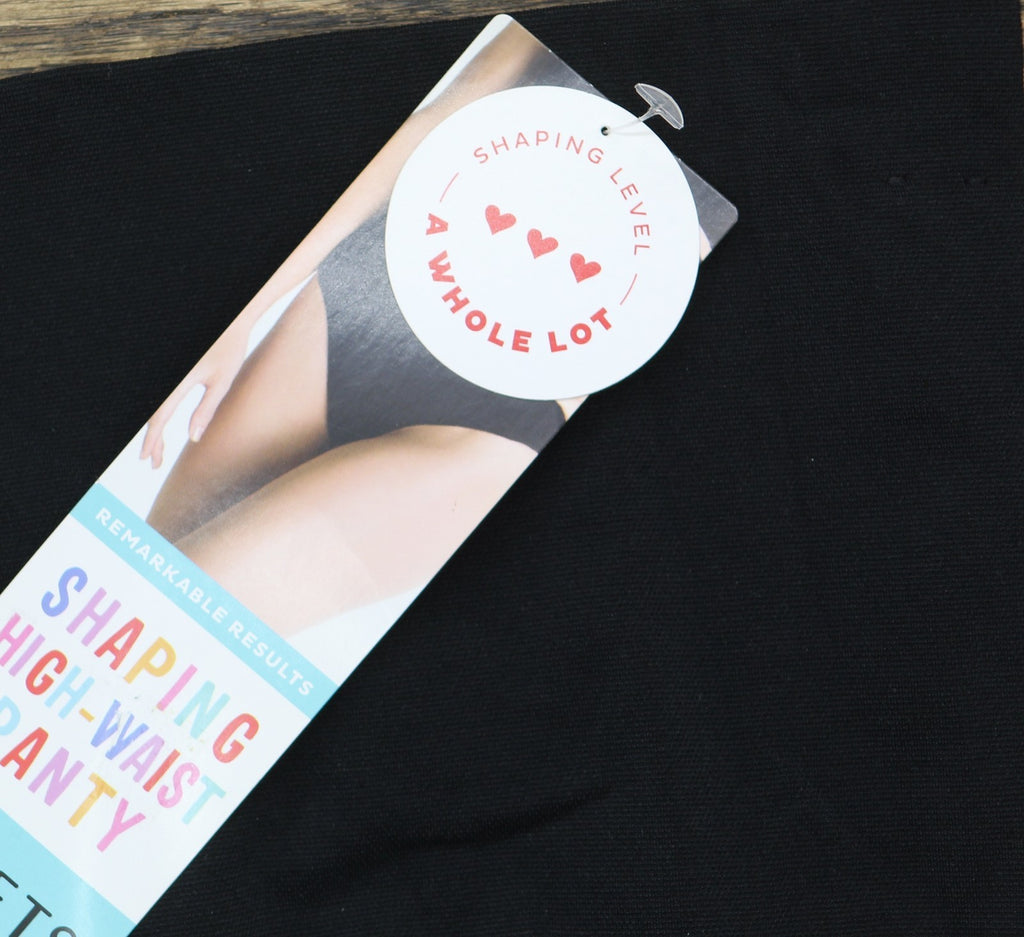 SHAPING LEVEL
A WHOLE LOT
REMARKABLE RESULTS
SHAPING
HIGH-WAIST
PANTY